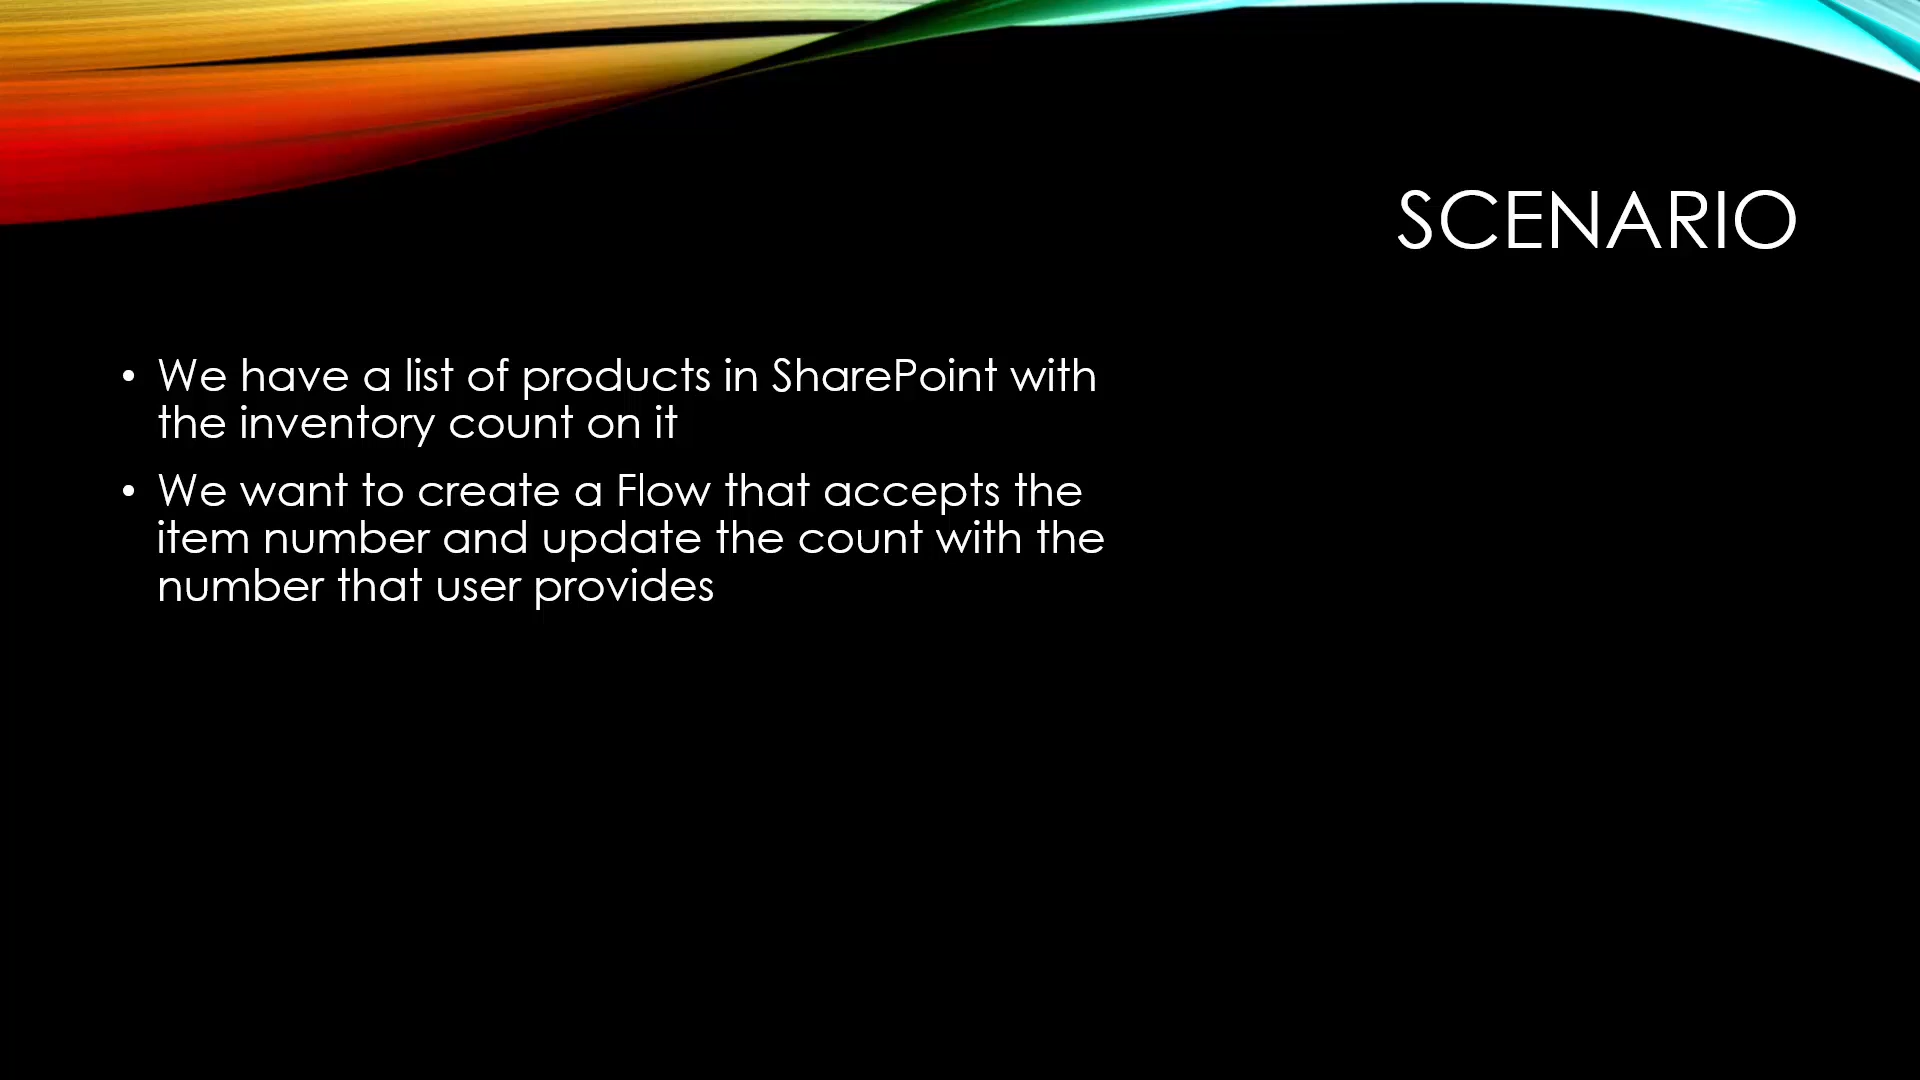 SCENARIO
• We have a list of products in SharePoint with
the inventory count on it
• We want to create a Flow that accepts the
item number and update the count with the
number that user provides